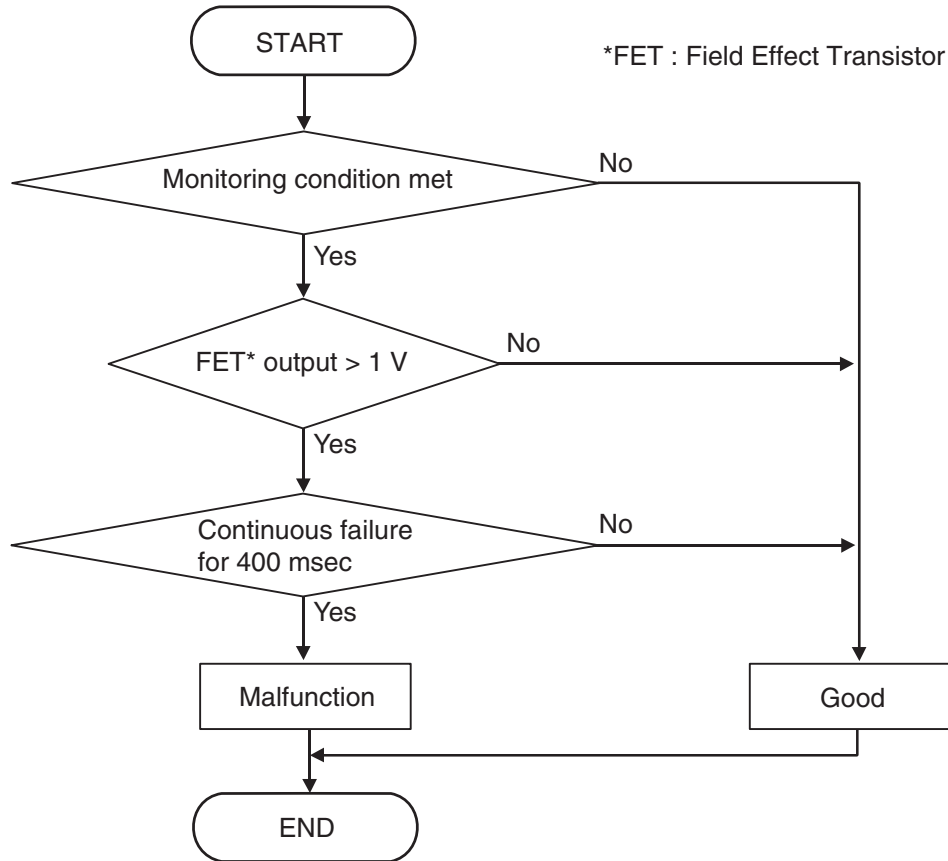 START
*FET : Field Effect Transistor
Monitoring condition met
No
Yes
FET* output > 1 V
No
Yes
Continuous failure
for 400 msec
No
Yes
Malfunction
Good
END